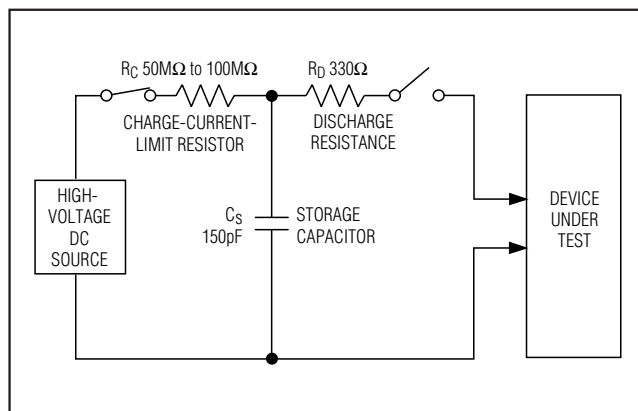 RC 50MΩ to 100MΩ
CHARGE-CURRENT-
LIMIT RESISTOR
RD 330Ω
DISCHARGE
RESISTANCE
HIGH-
VOLTAGE
DC
SOURCE
CS
150pF
STORAGE
CAPACITOR
DEVICE
UNDER
TEST